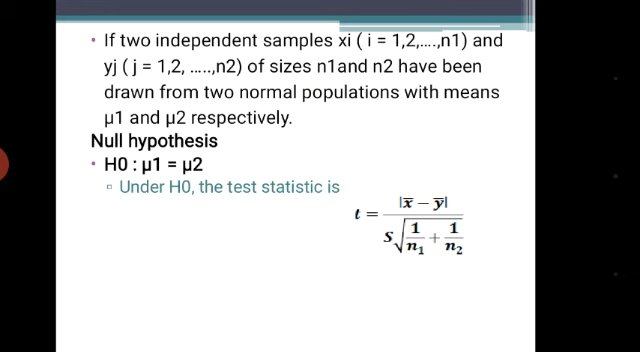 • If two independent samples xi ( i = 1,2,....,n1) and
yj ( j = 1,2, .....,n2) of sizes n1and n2 have been
drawn from two normal populations with means
µ1 and µ2 respectively.
Null hypothesis
• H0 : µ1 = µ2
▫ Under H0, the test statistic is
t = |x̅ − y̅| / S√(1/n₁ + 1/n₂)